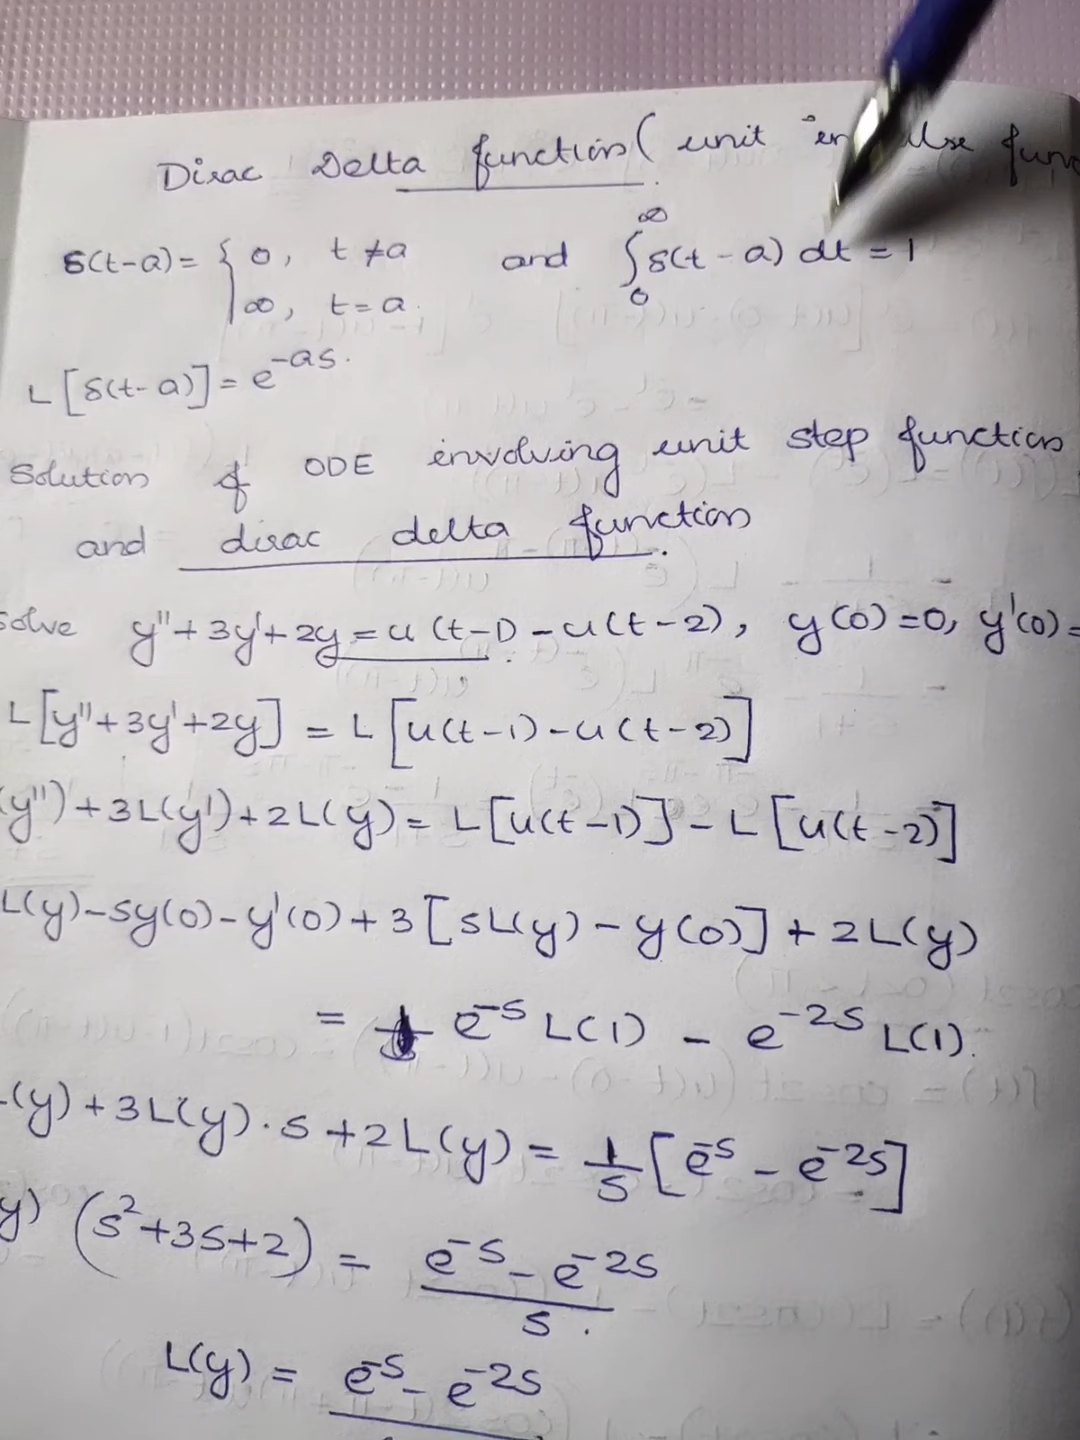 Dirac Delta function ( unit
δ(t-a) = { 0, t ≠ a and ∫₀^∞ δ(t-a) dt = 1
∞, t = a.
L[δ(t-a)] = e^{-as}.
Solution of ODE involving unit step function
and dirac delta function.
solve y''+3y'+2y = u(t-1) - u(t-2), y(0)=0, y'(0)=
L[y''+3y'+2y] = L[u(t-1)-u(t-2)]
(y'')+3L(y')+2L(y) = L[u(t-1)] - L[u(t-2)]
L(y)-sy(0)-y'(0)+3[sL(y)-y(0)]+2L(y)
= e^{-s} L(1) - e^{-2s} L(1).
(y)+3L(y).s+2L(y) = 1/s [e^{-s} - e^{-2s}]
y) (s²+3s+2) = e^{-s} - e^{-2s}
s.
L(y) = e^{-s} - e^{-2s}